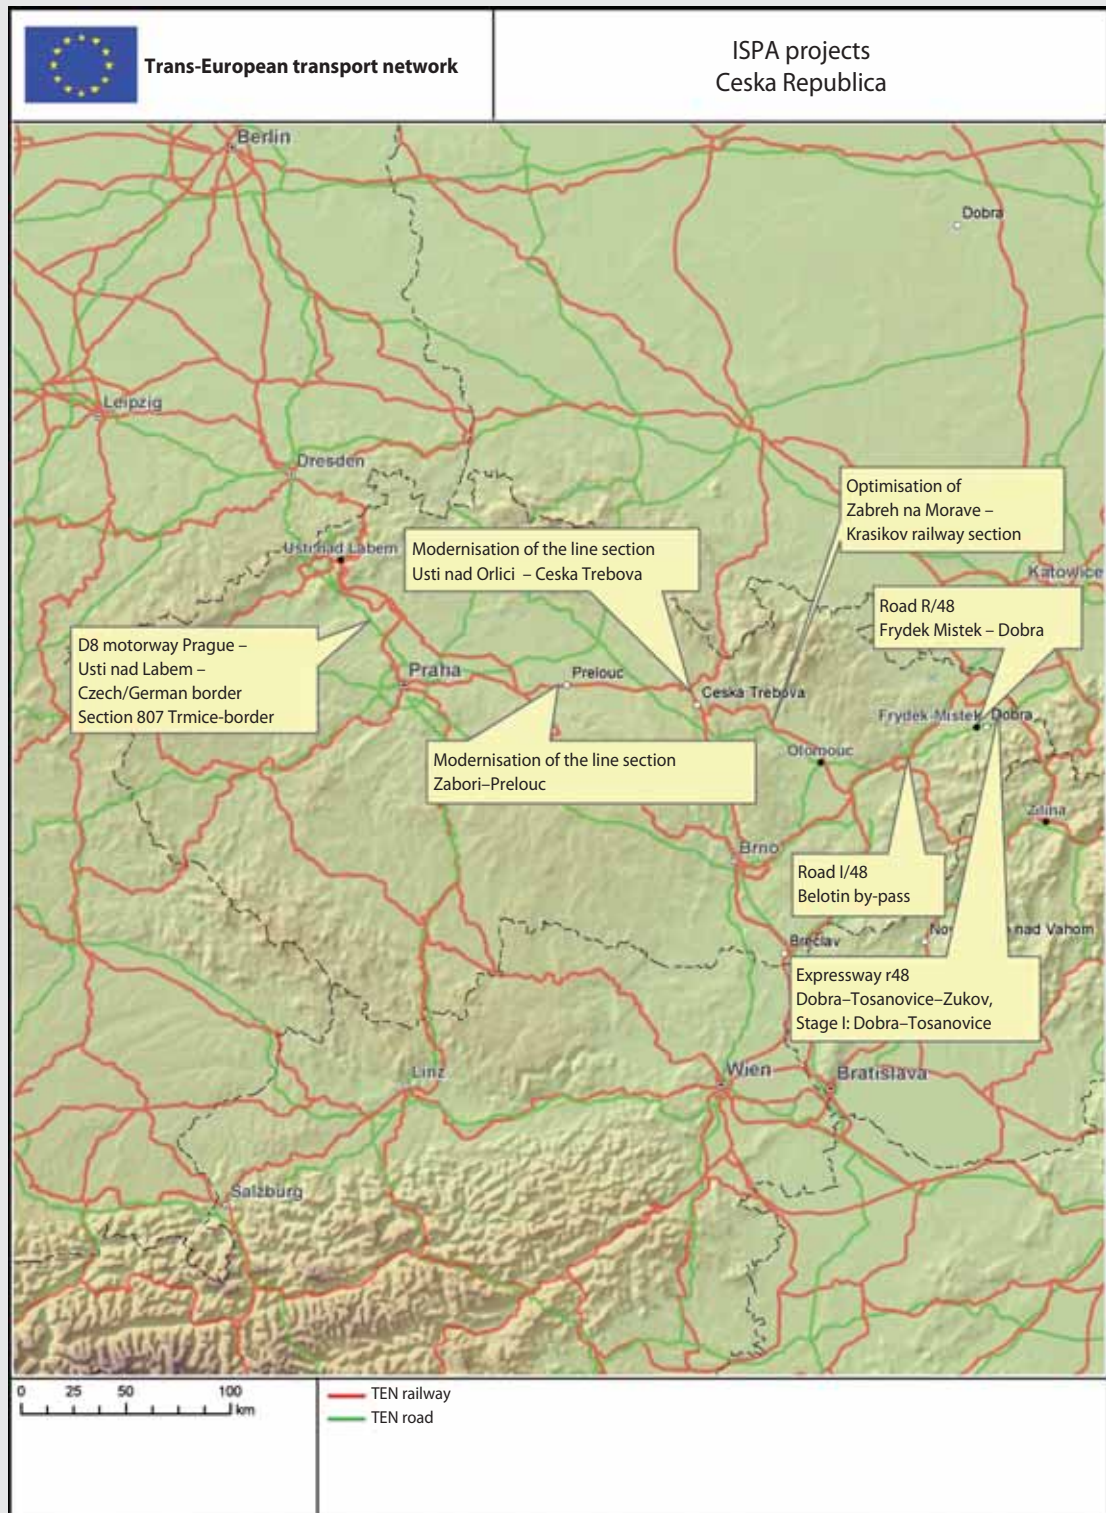 Trans-European transport network
ISPA projects
Ceska Republica
Berlin
Dobra
Leipzig
Dresden
Optimisation of
Zabreh na Morave –
Krasikov railway section
Usti nad Labem
Modernisation of the line section
Usti nad Orlici – Ceska Trebova
Katowice
Road R/48
Frydek Mistek – Dobra
D8 motorway Prague –
Usti nad Labem –
Czech/German border
Section 807 Trmice-border
Praha
Prelouc
Ceska Trebova
Frydek-Mistek
Dobra
Modernisation of the line section
Zabori–Prelouc
Olomouc
Zilina
Brno
Road I/48
Belotin by-pass
Breclav
nad Vahom
Expressway r48
Dobra–Tosanovice–Zukov,
Stage I: Dobra–Tosanovice
Linz
Wien
Bratislava
Salzburg
0 25 50 100
km
TEN railway
TEN road